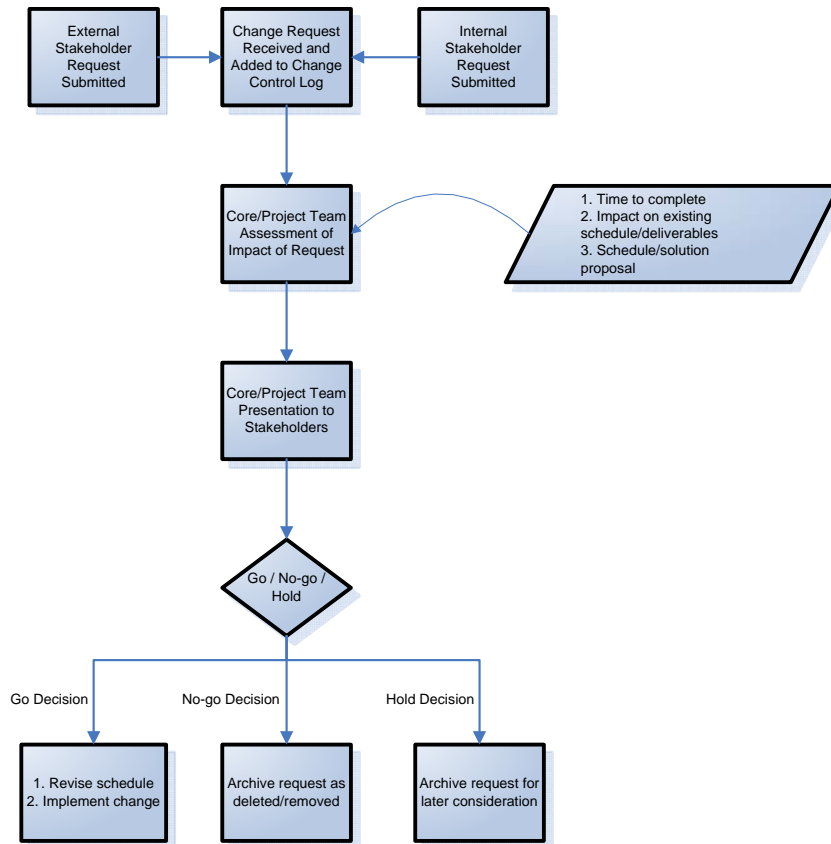 External
Stakeholder
Request
Submitted
Change Request
Received and
Added to Change
Control Log
Internal
Stakeholder
Request
Submitted
Core/Project Team
Assessment of
Impact of Request
1. Time to complete
2. Impact on existing
schedule/deliverables
3. Schedule/solution
proposal
Core/Project Team
Presentation to
Stakeholders
Go / No-go /
Hold
Go Decision
No-go Decision
Hold Decision
1. Revise schedule
2. Implement change
Archive request as
deleted/removed
Archive request for
later consideration